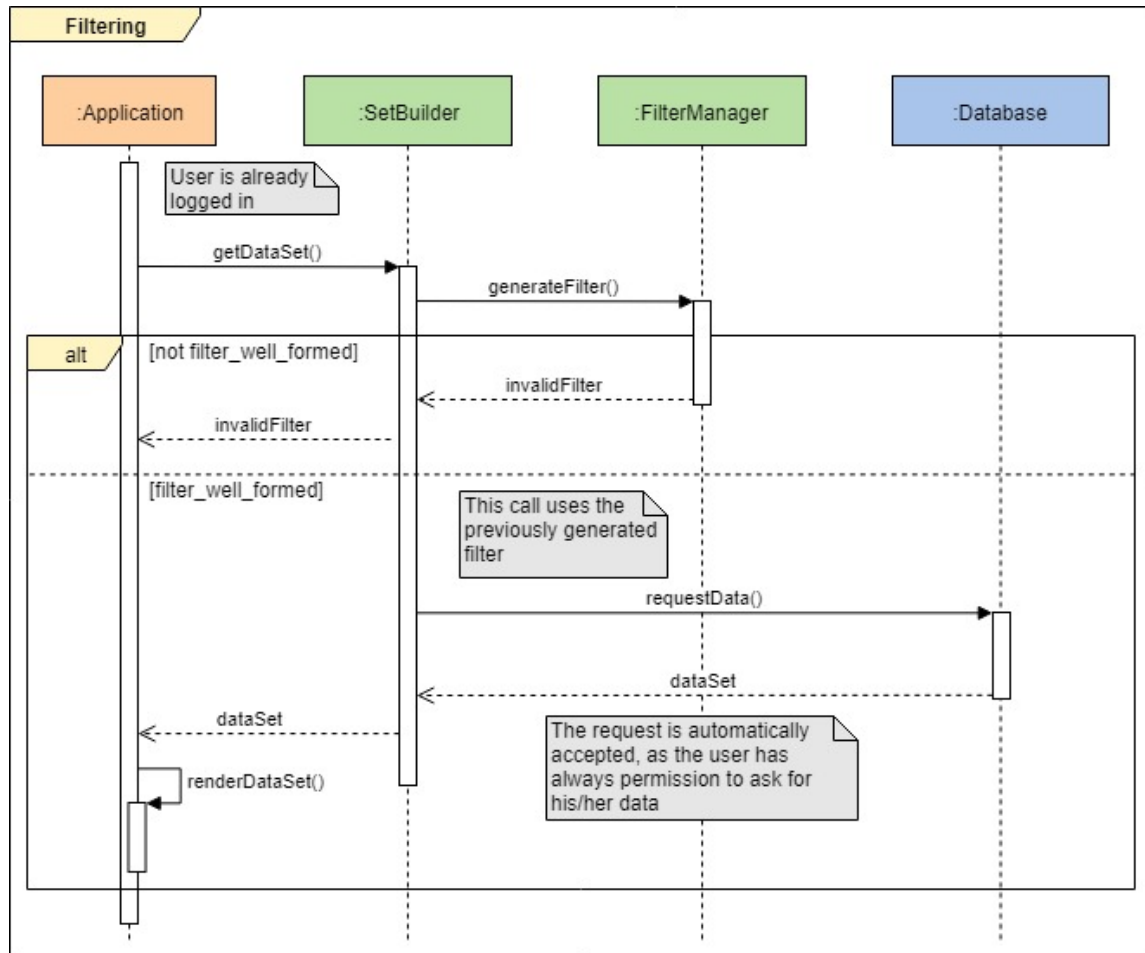 Filtering
:Application
:SetBuilder
:FilterManager
:Database
User is already
logged in
getDataSet()
generateFilter()
alt
[not filter_well_formed]
invalidFilter
invalidFilter
[filter_well_formed]
This call uses the
previously generated
filter
requestData()
dataSet
dataSet
The request is automatically
accepted, as the user has
always permission to ask for
his/her data
renderDataSet()